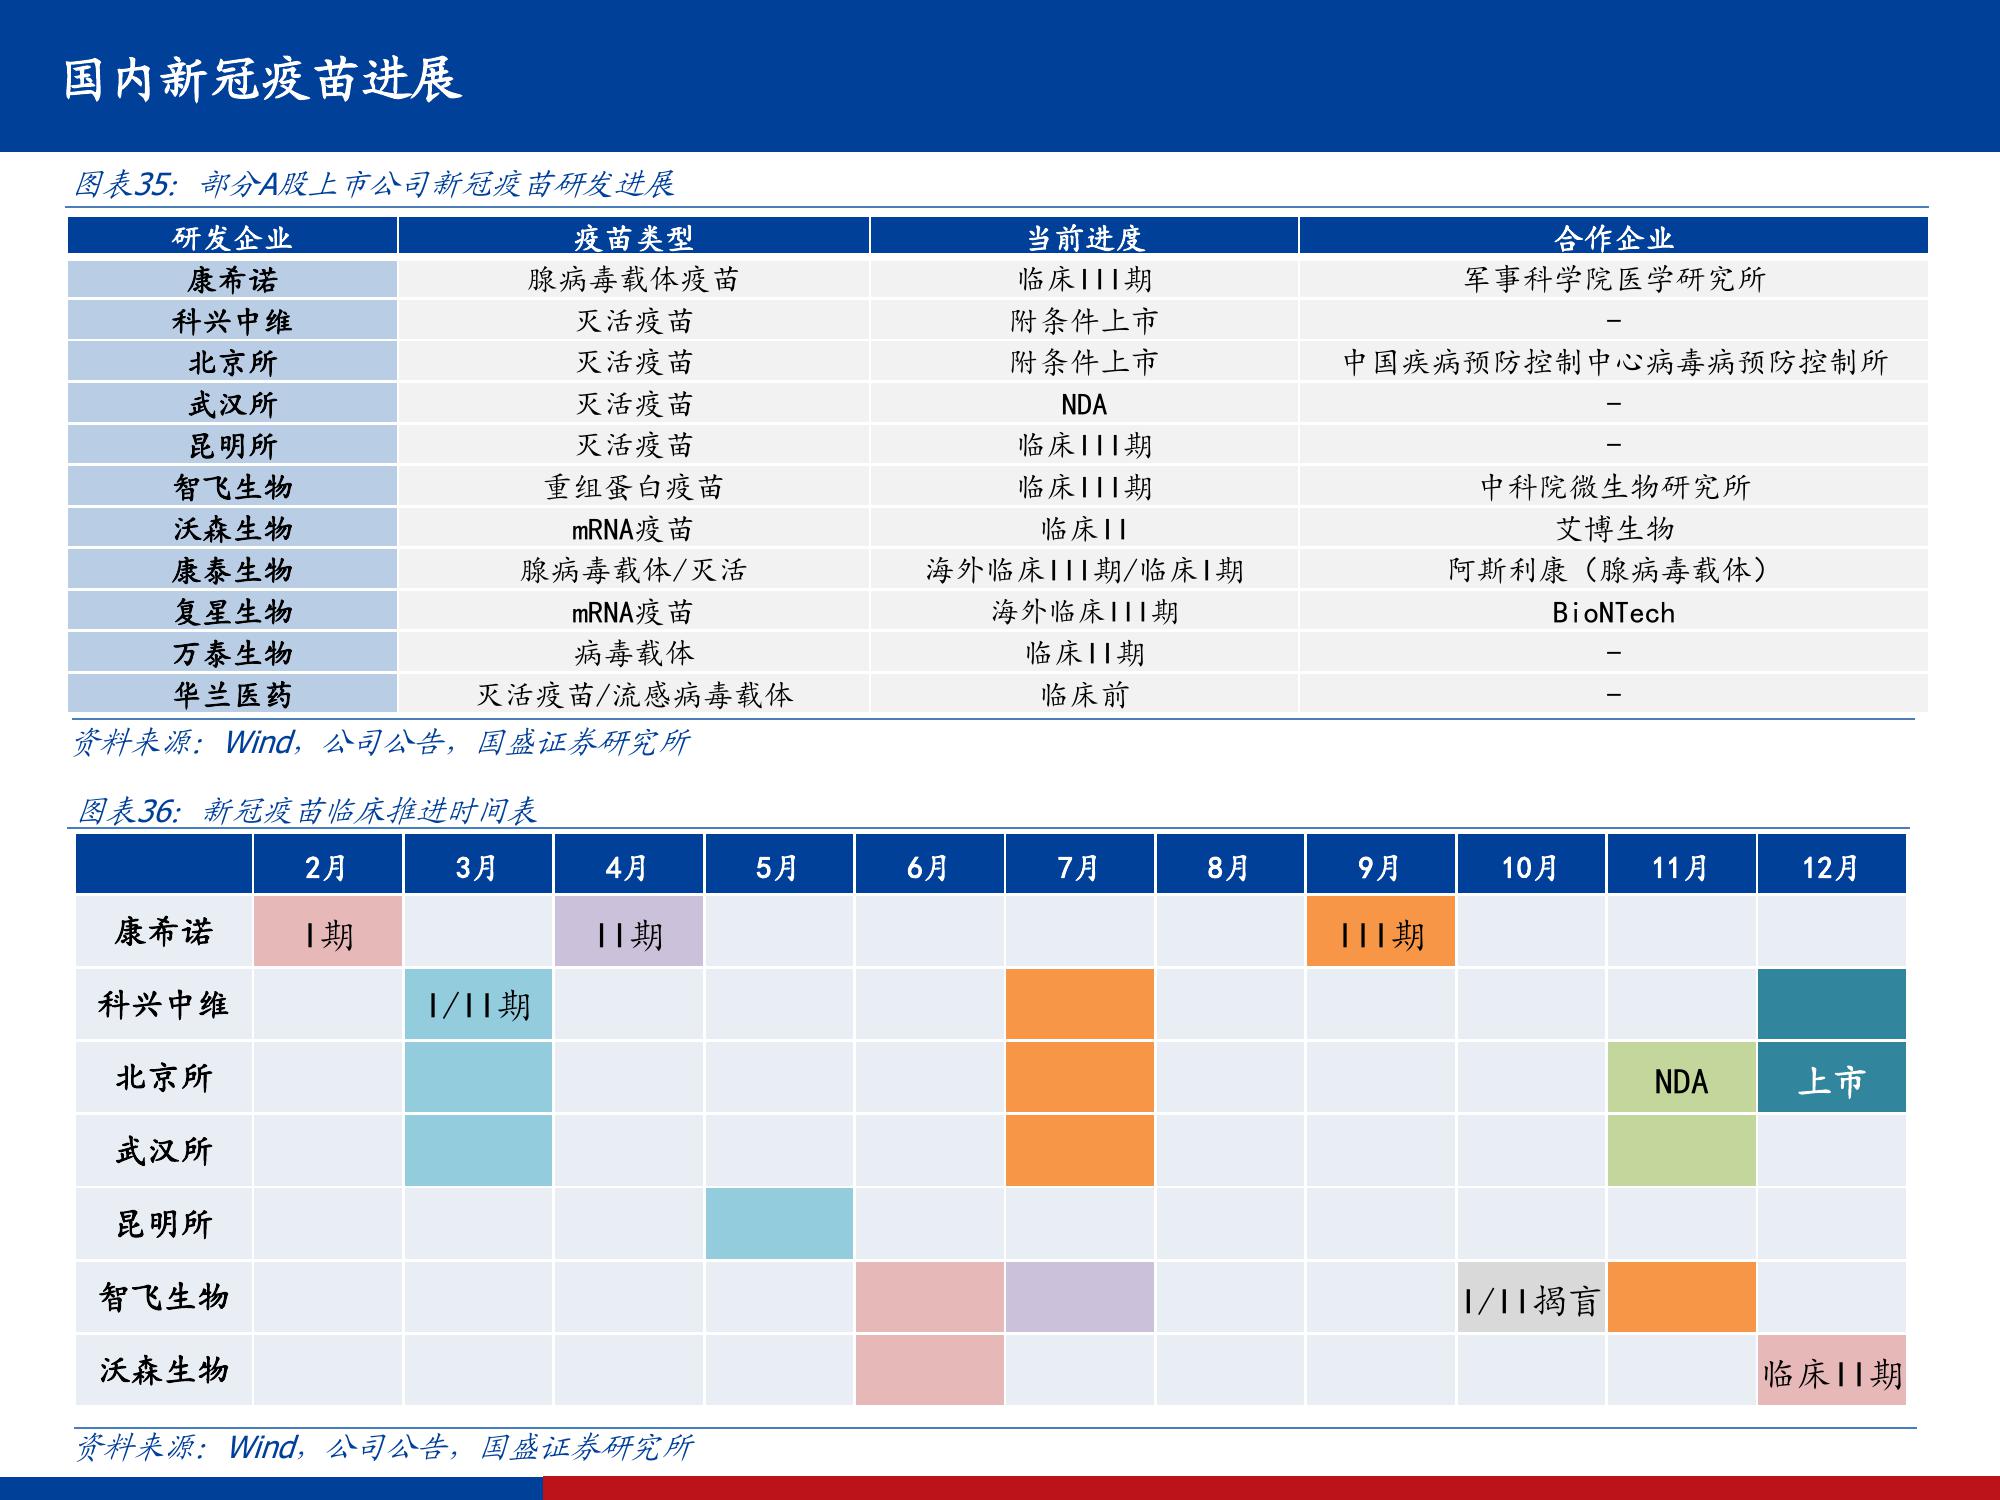 国内新冠疫苗进展
图表35：部分A股上市公司新冠疫苗研发进展
研发企业 疫苗类型 当前进度 合作企业
康希诺 腺病毒载体疫苗 临床III期 军事科学院医学研究所
科兴中维 灭活疫苗 附条件上市 -
北京所 灭活疫苗 附条件上市 中国疾病预防控制中心病毒病预防控制所
武汉所 灭活疫苗 NDA -
昆明所 灭活疫苗 临床III期 -
智飞生物 重组蛋白疫苗 临床III期 中科院微生物研究所
沃森生物 mRNA疫苗 临床II 艾博生物
康泰生物 腺病毒载体/灭活 海外临床III期/临床I期 阿斯利康（腺病毒载体）
复星生物 mRNA疫苗 海外临床III期 BioNTech
万泰生物 病毒载体 临床II期 -
华兰医药 灭活疫苗/流感病毒载体 临床前 -
资料来源：Wind，公司公告，国盛证券研究所
图表36：新冠疫苗临床推进时间表
2月 3月 4月 5月 6月 7月 8月 9月 10月 11月 12月
康希诺 I期 II期 III期
科兴中维 I/II期
北京所 NDA 上市
武汉所
昆明所
智飞生物 I/II揭盲
沃森生物 临床II期
资料来源：Wind，公司公告，国盛证券研究所